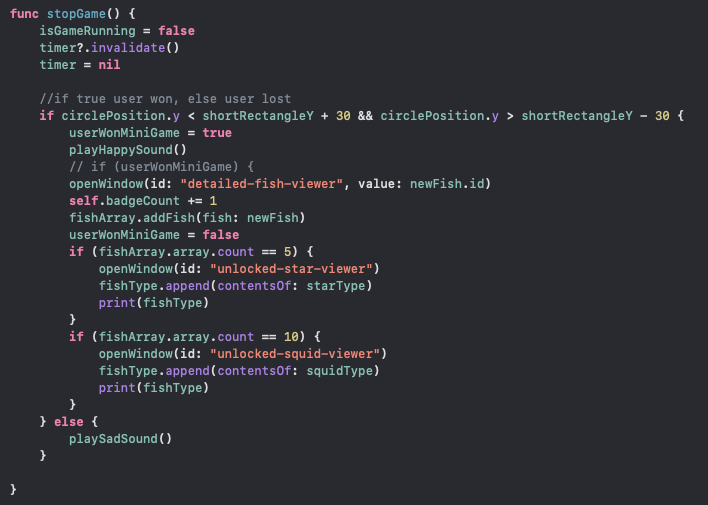 func stopGame() {
    isGameRunning = false
    timer?.invalidate()
    timer = nil

    //if true user won, else user lost
    if circlePosition.y < shortRectangleY + 30 && circlePosition.y > shortRectangleY - 30 {
        userWonMiniGame = true
        playHappySound()
        // if (userWonMiniGame) {
        openWindow(id: "detailed-fish-viewer", value: newFish.id)
        self.badgeCount += 1
        fishArray.addFish(fish: newFish)
        userWonMiniGame = false
        if (fishArray.array.count == 5) {
            openWindow(id: "unlocked-star-viewer")
            fishType.append(contentsOf: starType)
            print(fishType)
        }
        if (fishArray.array.count == 10) {
            openWindow(id: "unlocked-squid-viewer")
            fishType.append(contentsOf: squidType)
            print(fishType)
        }
    } else {
        playSadSound()
    }

}